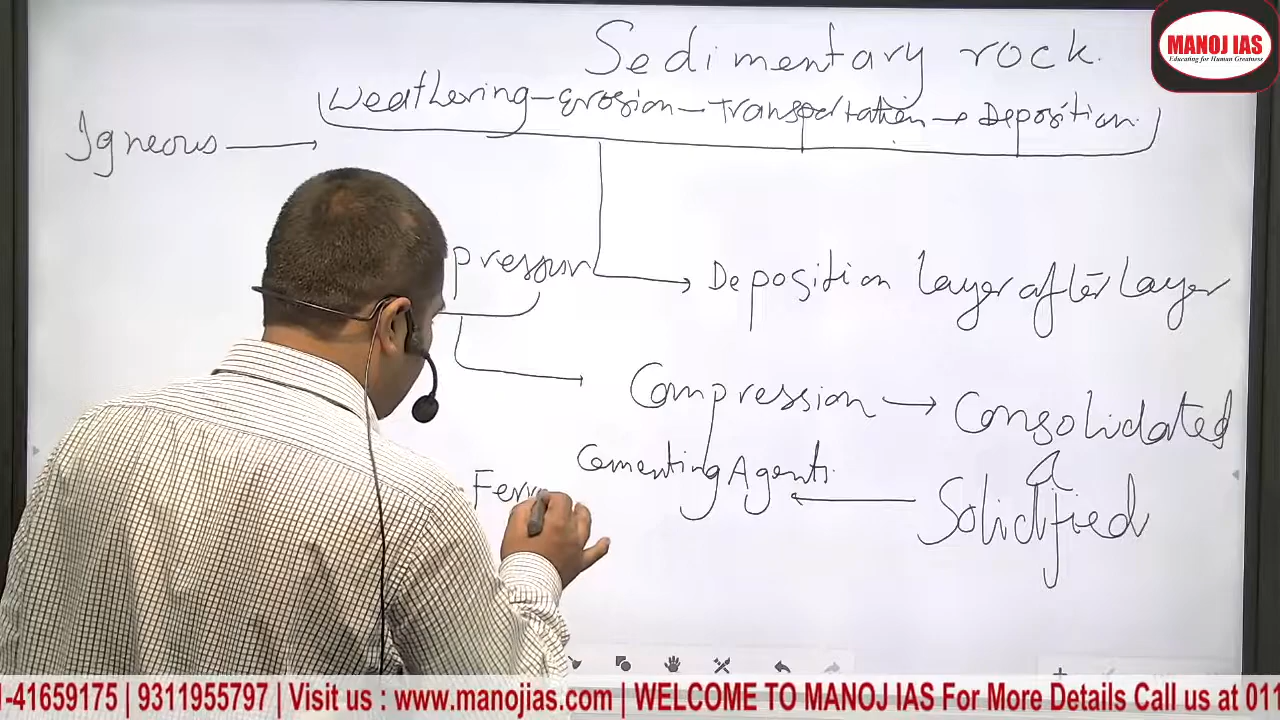 Sedimentary rock.
MANOJ IAS
Educating for Human Greatness
Weathering - Erosion - Transportation → Deposition
Igneous →
Deposition layer after layer
Compression → Consolidated
&
Cementing Agents
Solidified
Ferr
-41659175 | 9311955797 | Visit us : www.manojias.com | WELCOME TO MANOJ IAS For More Details Call us at 011